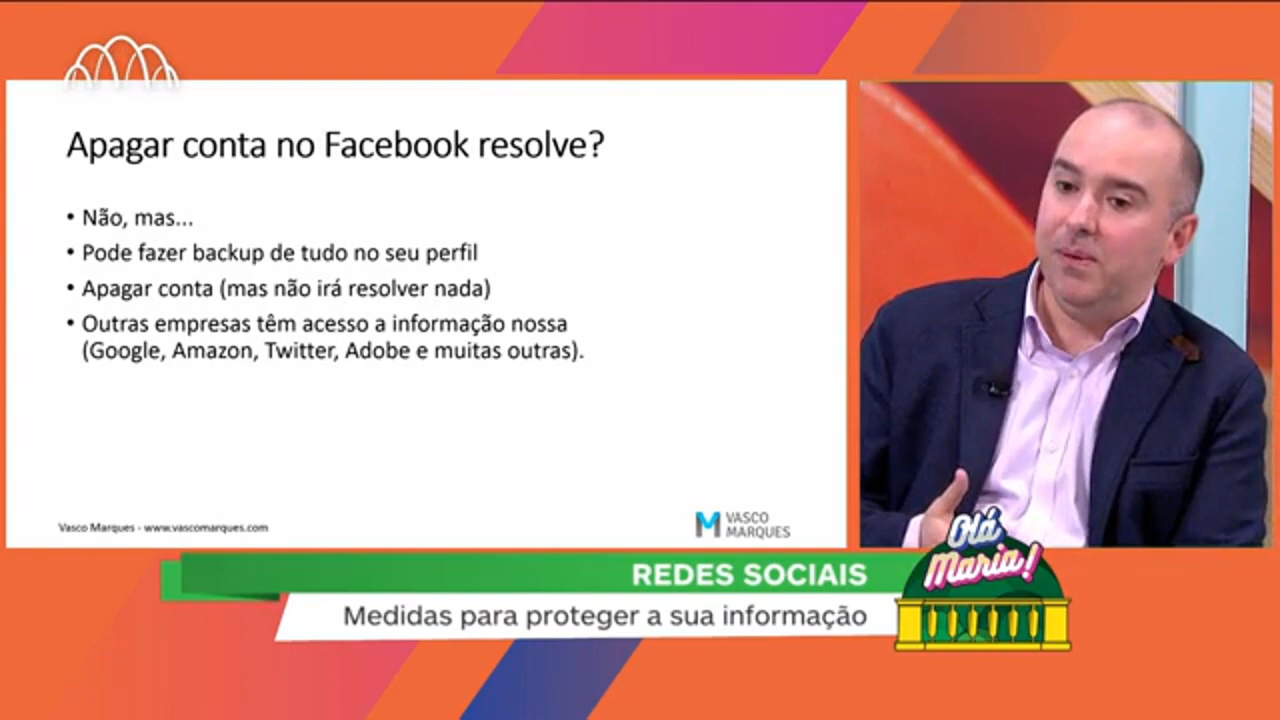 Apagar conta no Facebook resolve?
• Não, mas...
• Pode fazer backup de tudo no seu perfil
• Apagar conta (mas não irá resolver nada)
• Outras empresas têm acesso a informação nossa
(Google, Amazon, Twitter, Adobe e muitas outras).
Vasco Marques - www.vascomarques.com
VASCO
MARQUES
REDES SOCIAIS
Medidas para proteger a sua informação
Olá
Maria!